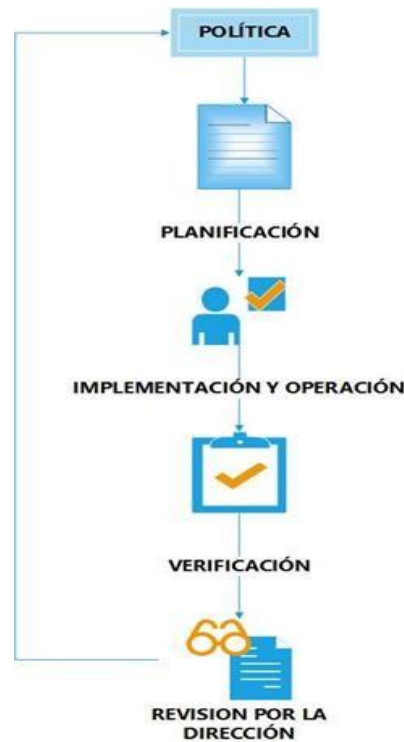 POLÍTICA
PLANIFICACIÓN
IMPLEMENTACIÓN Y OPERACIÓN
VERIFICACIÓN
REVISION POR LA
DIRECCIÓN